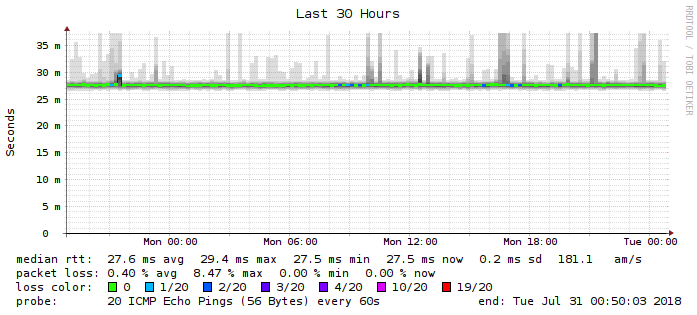 Last 30 Hours
RRDTOOL / TOBI OETIKER
Seconds
35 m
30 m
25 m
20 m
15 m
10 m
5 m
0
Mon 00:00 Mon 06:00 Mon 12:00 Mon 18:00 Tue 00:00
median rtt: 27.6 ms avg 29.4 ms max 27.5 ms min 27.5 ms now 0.2 ms sd 181.1 am/s
packet loss: 0.40 % avg 8.47 % max 0.00 % min 0.00 % now
loss color: 0 1/20 2/20 3/20 4/20 10/20 19/20
probe: 20 ICMP Echo Pings (56 Bytes) every 60s end: Tue Jul 31 00:50:03 2018